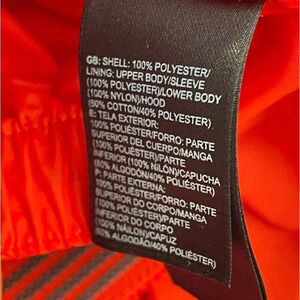 GB: SHELL: 100% POLYESTER/
LINING: UPPER BODY/SLEEVE
(100% POLYESTER)/LOWER BODY
(100% NYLON)/HOOD
(60% COTTON/40% POLYESTER)
E: TELA EXTERIOR:
100% POLIÉSTER/FORRO: PARTE
SUPERIOR DEL CUERPO/MANGA
(100% POLIÉSTER)/PARTE
INFERIOR (100% NILÓN)/CAPUCHA
(60% ALGODÓN/40% POLIÉSTER)
P: PARTE EXTERNA:
100% POLIÉSTER/FORRO: PARTE
SUPERIOR DO CORPO/MANGA
(100% POLIÉSTER)/PARTE
INFERIOR DO CORPO
(100% NÁILON)/CAPUZ
(60% ALGODÃO/40% POLIÉSTER)